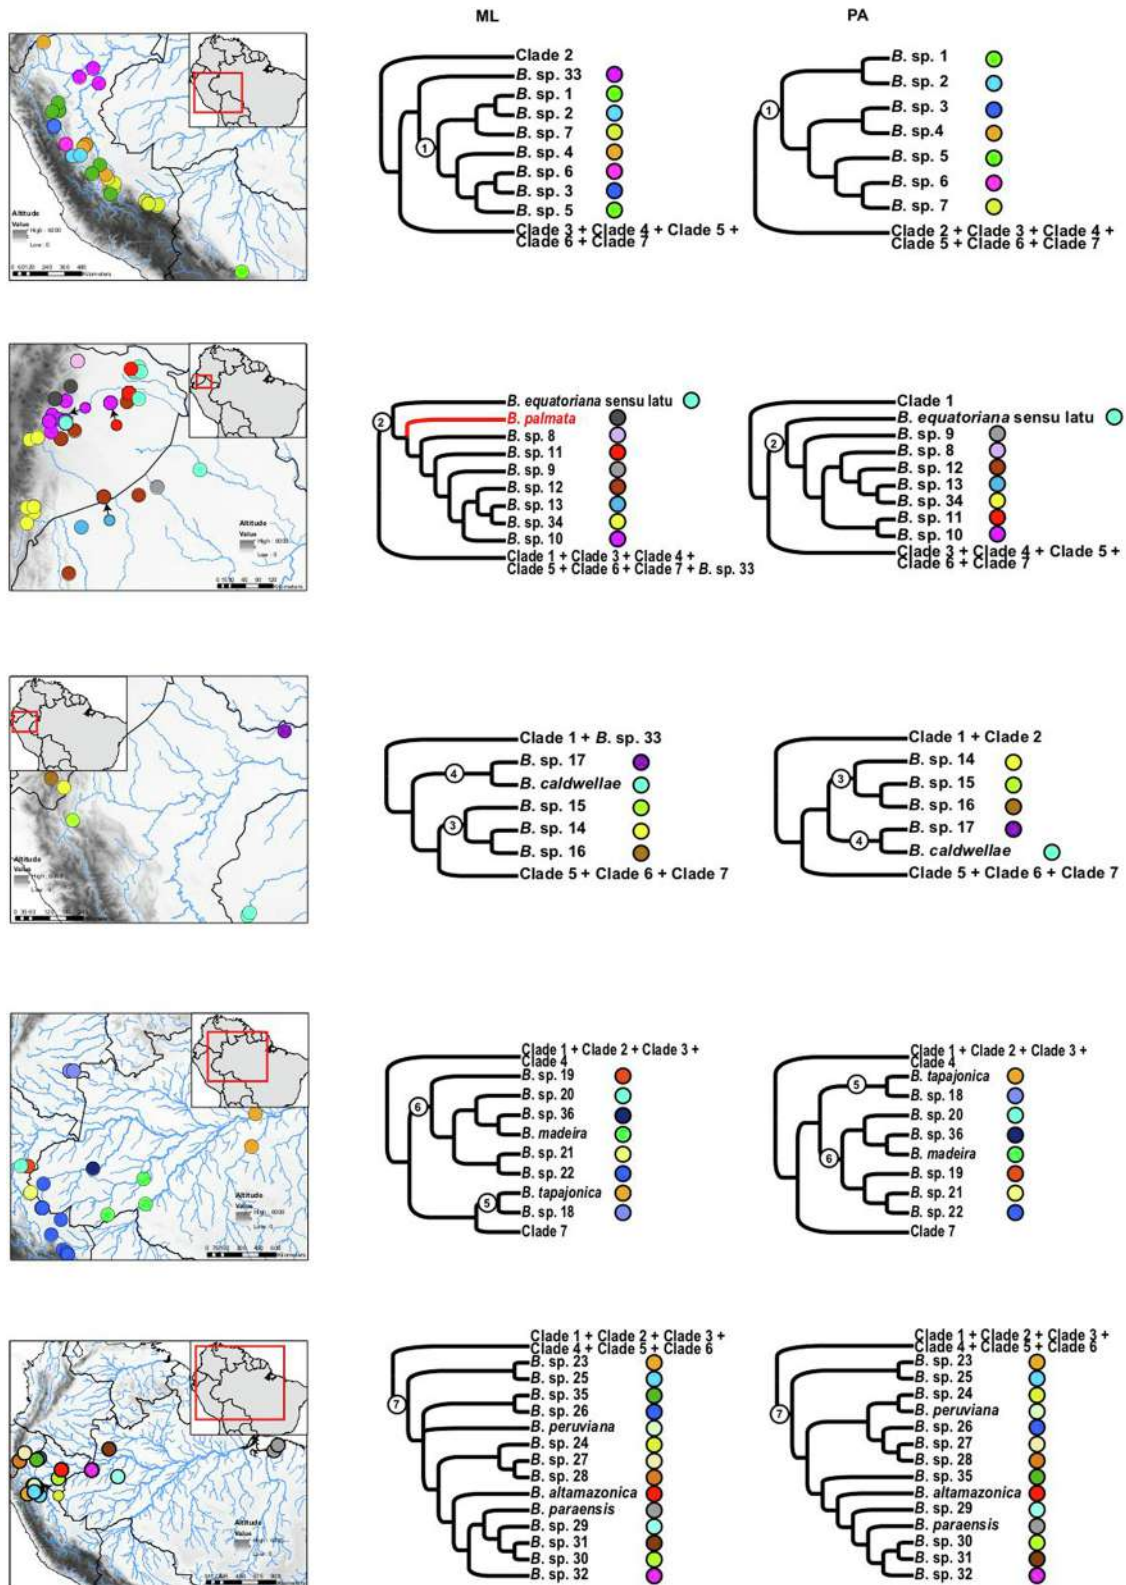 ML
PA
Altitude
Value
Clade 2
B. sp. 33
B. sp. 1
B. sp. 2
B. sp. 7
B. sp. 4
B. sp. 6
B. sp. 3
B. sp. 5
Clade 3 + Clade 4 + Clade 5 +
Clade 6 + Clade 7
1
B. sp. 1
B. sp. 2
B. sp. 3
B. sp.4
B. sp. 5
B. sp. 6
B. sp. 7
Clade 2 + Clade 3 + Clade 4 +
Clade 5 + Clade 6 + Clade 7
1
Altitude
Value
B. equatoriana sensu latu
B. palmata
B. sp. 8
B. sp. 11
B. sp. 9
B. sp. 12
B. sp. 13
B. sp. 34
B. sp. 10
Clade 1 + Clade 3 + Clade 4 +
Clade 5 + Clade 6 + Clade 7 + B. sp. 33
2
Clade 1
B. equatoriana sensu latu
B. sp. 9
B. sp. 8
B. sp. 12
B. sp. 13
B. sp. 34
B. sp. 11
B. sp. 10
Clade 3 + Clade 4 + Clade 5 +
Clade 6 + Clade 7
2
Altitude
Value
Clade 1 + B. sp. 33
B. sp. 17
B. caldwellae
B. sp. 15
B. sp. 14
B. sp. 16
Clade 5 + Clade 6 + Clade 7
4
3
Clade 1 + Clade 2
B. sp. 14
B. sp. 15
B. sp. 16
B. sp. 17
B. caldwellae
Clade 5 + Clade 6 + Clade 7
3
4
Altitude
Value
Clade 1 + Clade 2 + Clade 3 +
Clade 4
B. sp. 19
B. sp. 20
B. sp. 36
B. madeira
B. sp. 21
B. sp. 22
B. tapajonica
B. sp. 18
Clade 7
6
5
Clade 1 + Clade 2 + Clade 3 +
Clade 4
B. tapajonica
B. sp. 18
B. sp. 20
B. sp. 36
B. madeira
B. sp. 19
B. sp. 21
B. sp. 22
Clade 7
5
6
Altitude
Value
Clade 1 + Clade 2 + Clade 3 +
Clade 4 + Clade 5 + Clade 6
B. sp. 23
B. sp. 25
B. sp. 35
B. sp. 26
B. peruviana
B. sp. 24
B. sp. 27
B. sp. 28
B. altamazonica
B. paraensis
B. sp. 29
B. sp. 31
B. sp. 30
B. sp. 32
7
Clade 1 + Clade 2 + Clade 3 +
Clade 4 + Clade 5 + Clade 6
B. sp. 23
B. sp. 25
B. sp. 24
B. peruviana
B. sp. 26
B. sp. 27
B. sp. 28
B. sp. 35
B. altamazonica
B. sp. 29
B. paraensis
B. sp. 30
B. sp. 31
B. sp. 32
7